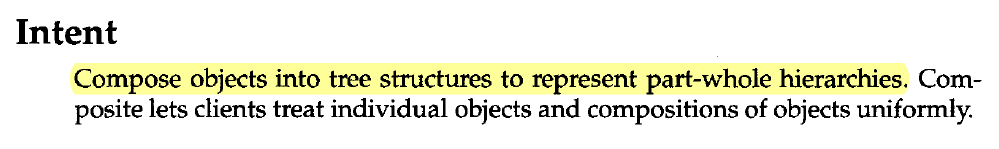 Intent
Compose objects into tree structures to represent part-whole hierarchies. Com-
posite lets clients treat individual objects and compositions of objects uniformly.